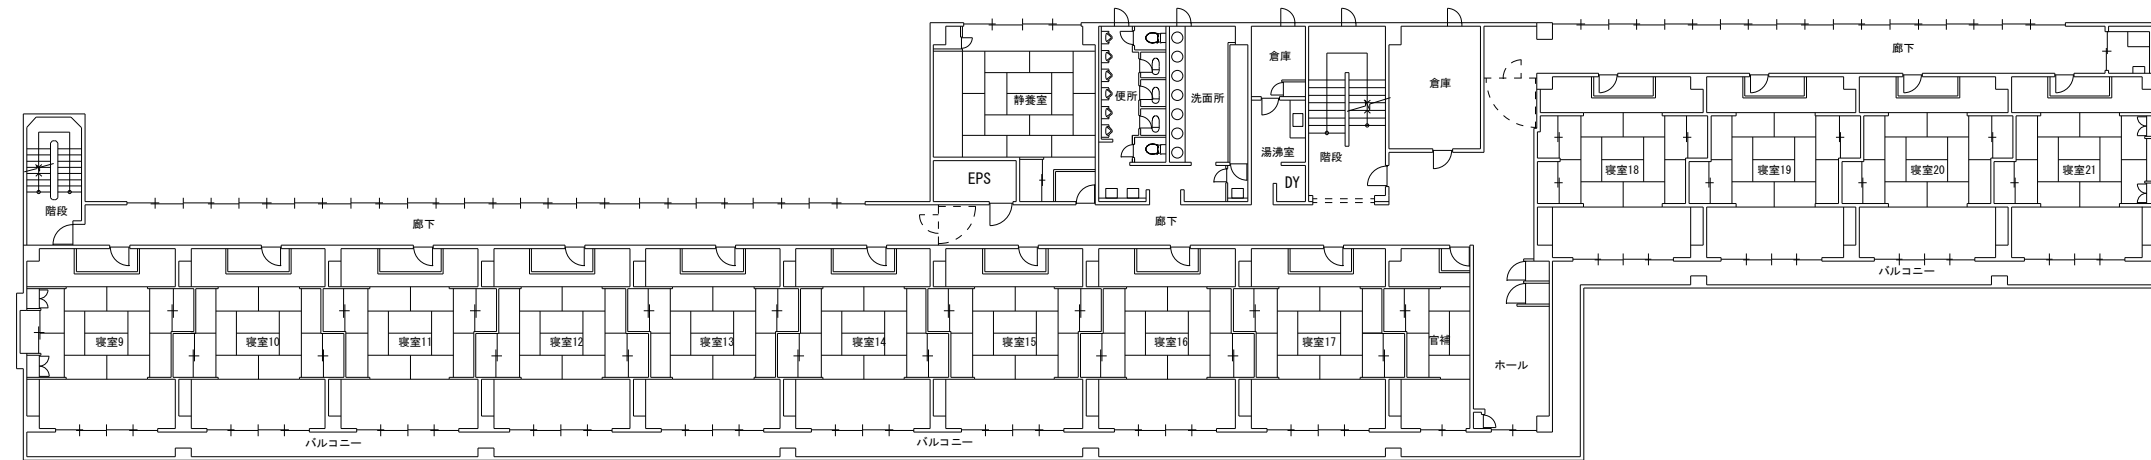 廊下
倉庫
倉庫
静養室
便所
洗面所
湯沸室
階段
寝室18
寝室19
寝室20
寝室21
EPS
DY
階段
廊下
廊下
バルコニー
寝室9
寝室10
寝室11
寝室12
寝室13
寝室14
寝室15
寝室16
寝室17
官補
ホール
バルコニー
バルコニー